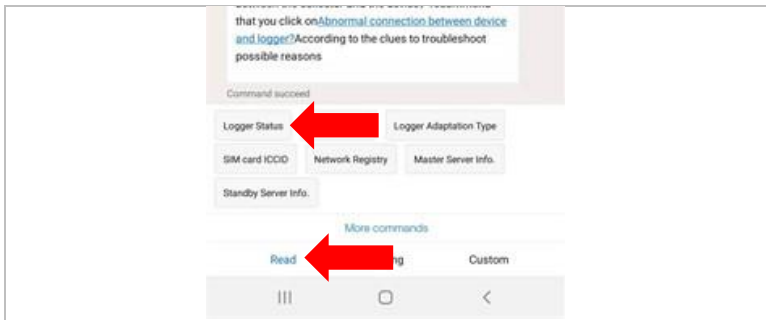 that you click onAbnormal connection between device
and logger?According to the clues to troubleshoot
possible reasons
Command succeed
Logger Status
Logger Adaptation Type
SIM card ICCID
Network Registry
Master Server Info.
Standby Server Info.
More commands
Read
ng
Custom